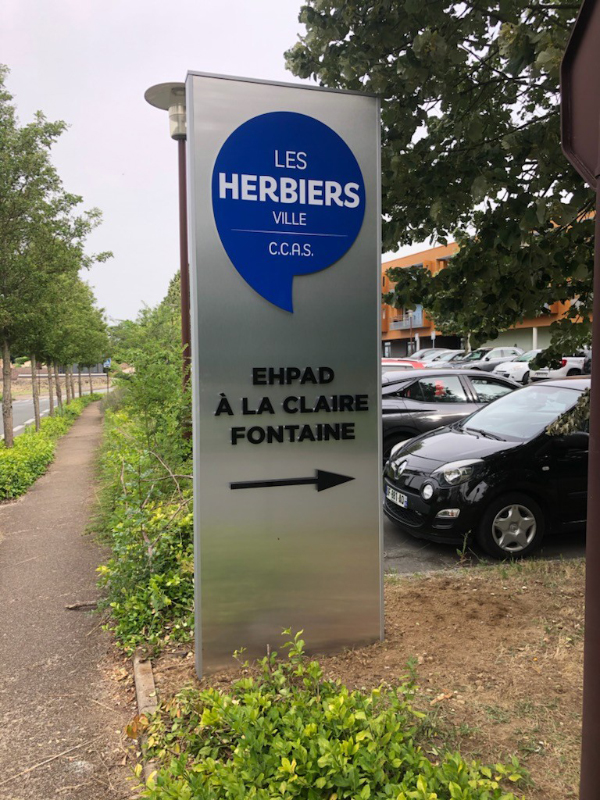 LES
HERBIERS
VILLE
C.C.A.S.
EHPAD
À LA CLAIRE
FONTAINE